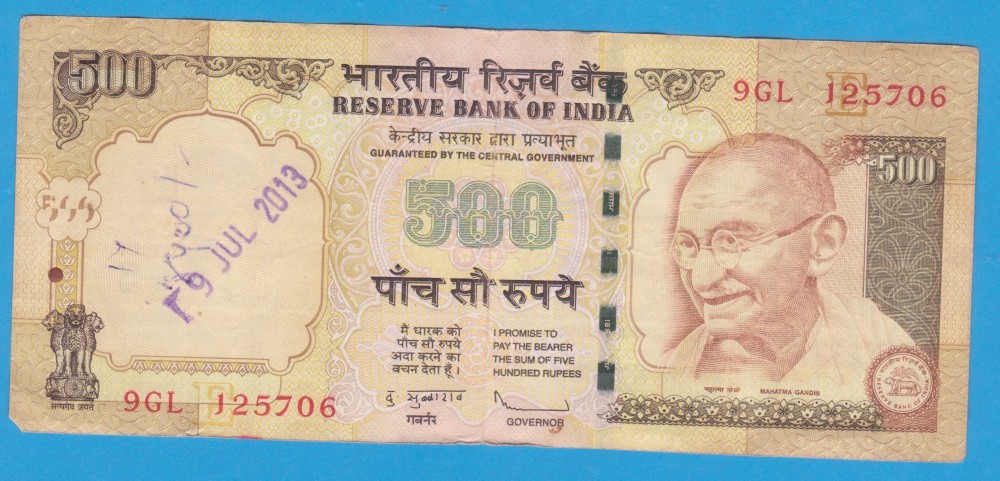 500
भारतीय रिज़र्व बैंक
RESERVE BANK OF INDIA
केन्द्रीय सरकार द्वारा प्रत्याभूत
GUARANTEED BY THE CENTRAL GOVERNMENT
9GL 125706
500
500
पाँच सौ रुपये
9 JUL 2013
मैं धारक को
पाँच सौ रुपये
अदा करने का
वचन देता हूँ।
I PROMISE TO
PAY THE BEARER
THE SUM OF FIVE
HUNDRED RUPEES
दु. सुब्बाराव
गवर्नर
GOVERNOR
महात्मा गांधी
MAHATMA GANDHI
सत्यमेव जयते
9GL 125706
E
E